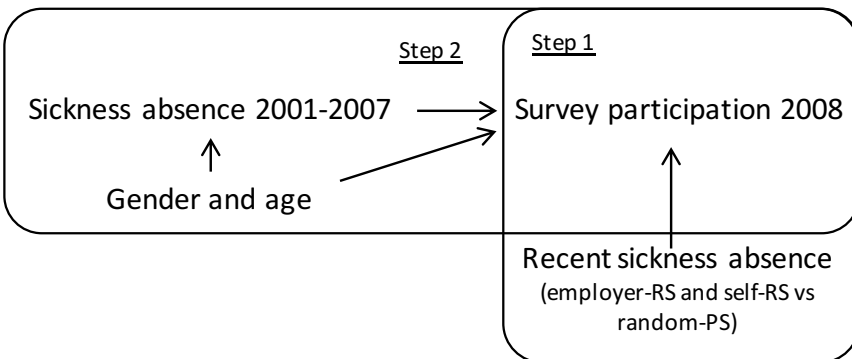 Step 2
Step 1
Sickness absence 2001-2007
Survey participation 2008
Gender and age
Recent sickness absence
(employer-RS and self-RS vs
random-PS)